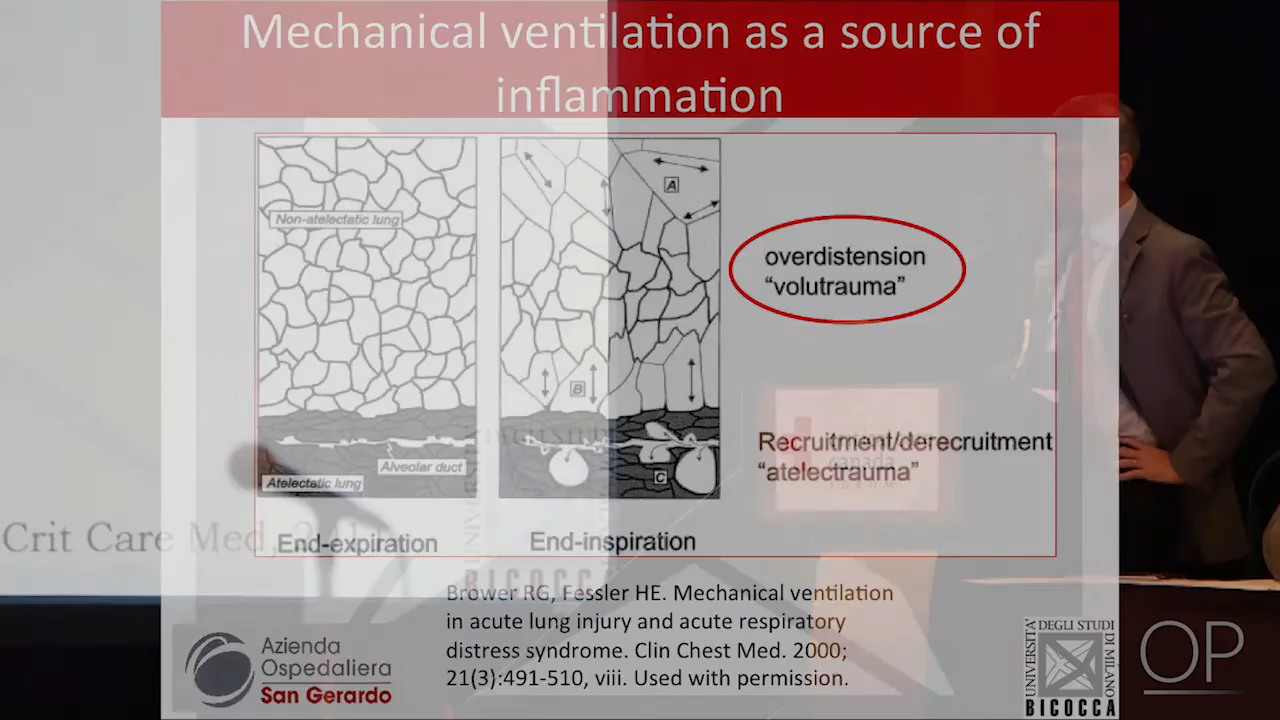 Mechanical ventilation as a source of
inflammation
Non-atelectatic lung
A
overdistension
“volutrauma”
B
Recruitment/derecruitment
“atelectrauma”
Alveolar duct
Atelectatic lung
C
Crit Care Med,
End-expiration
End-inspiration
Brower RG, Fessler HE. Mechanical ventilation
in acute lung injury and acute respiratory
distress syndrome. Clin Chest Med. 2000;
21(3):491-510, viii. Used with permission.
Azienda
Ospedaliera
San Gerardo
UNIVERSITÀ
DEGLI STUDI
DI MILANO
BICOCCA
OP